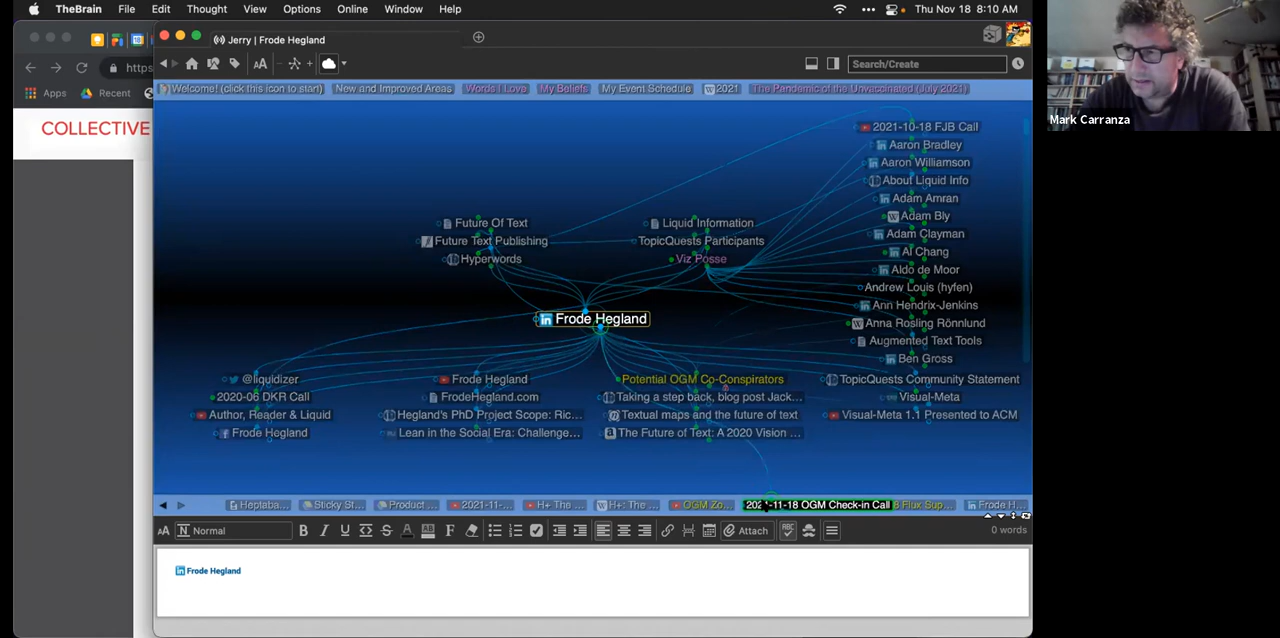 TheBrain File Edit Thought View Options Online Window Help Thu Nov 18 8:10 AM
Jerry | Frode Hegland
https
Search/Create
Apps Recent
Welcome! (click this icon to start) New and Improved Areas Words I Love My Beliefs My Event Schedule 2021 The Pandemic of the Unvaccinated (July 2021)
COLLECTIVE
Mark Carranza
2021-10-18 FJB Call
Aaron Bradley
Aaron Williamson
About Liquid Info
Adam Amran
Adam Bly
Adam Clayman
Al Chang
Aldo de Moor
Andrew Louis (hyfen)
Ann Hendrix-Jenkins
Anna Rosling Rönnlund
Augmented Text Tools
Ben Gross
Future Of Text
Future Text Publishing
Hyperwords
Liquid Information
TopicQuests Participants
Viz Posse
Frode Hegland
@liquidizer
2020-06 DKR Call
Author, Reader & Liquid
Frode Hegland
Frode Hegland
FrodeHegland.com
Hegland's PhD Project Scope: Ric...
Lean in the Social Era: Challenge...
Potential OGM Co-Conspirators
Taking a step back, blog post Jack...
Textual maps and the future of text
The Future of Text: A 2020 Vision ...
TopicQuests Community Statement
Visual-Meta
Visual-Meta 1.1 Presented to ACM
Heptaba... Sticky St... Product ... 2021-11-... H+ The ... H+: The ... OGM Zo... 2021-11-18 OGM Check-in Call 8 Flux Sup... Frode H...
Normal B I U S A F Attach ABC 0 words
Frode Hegland